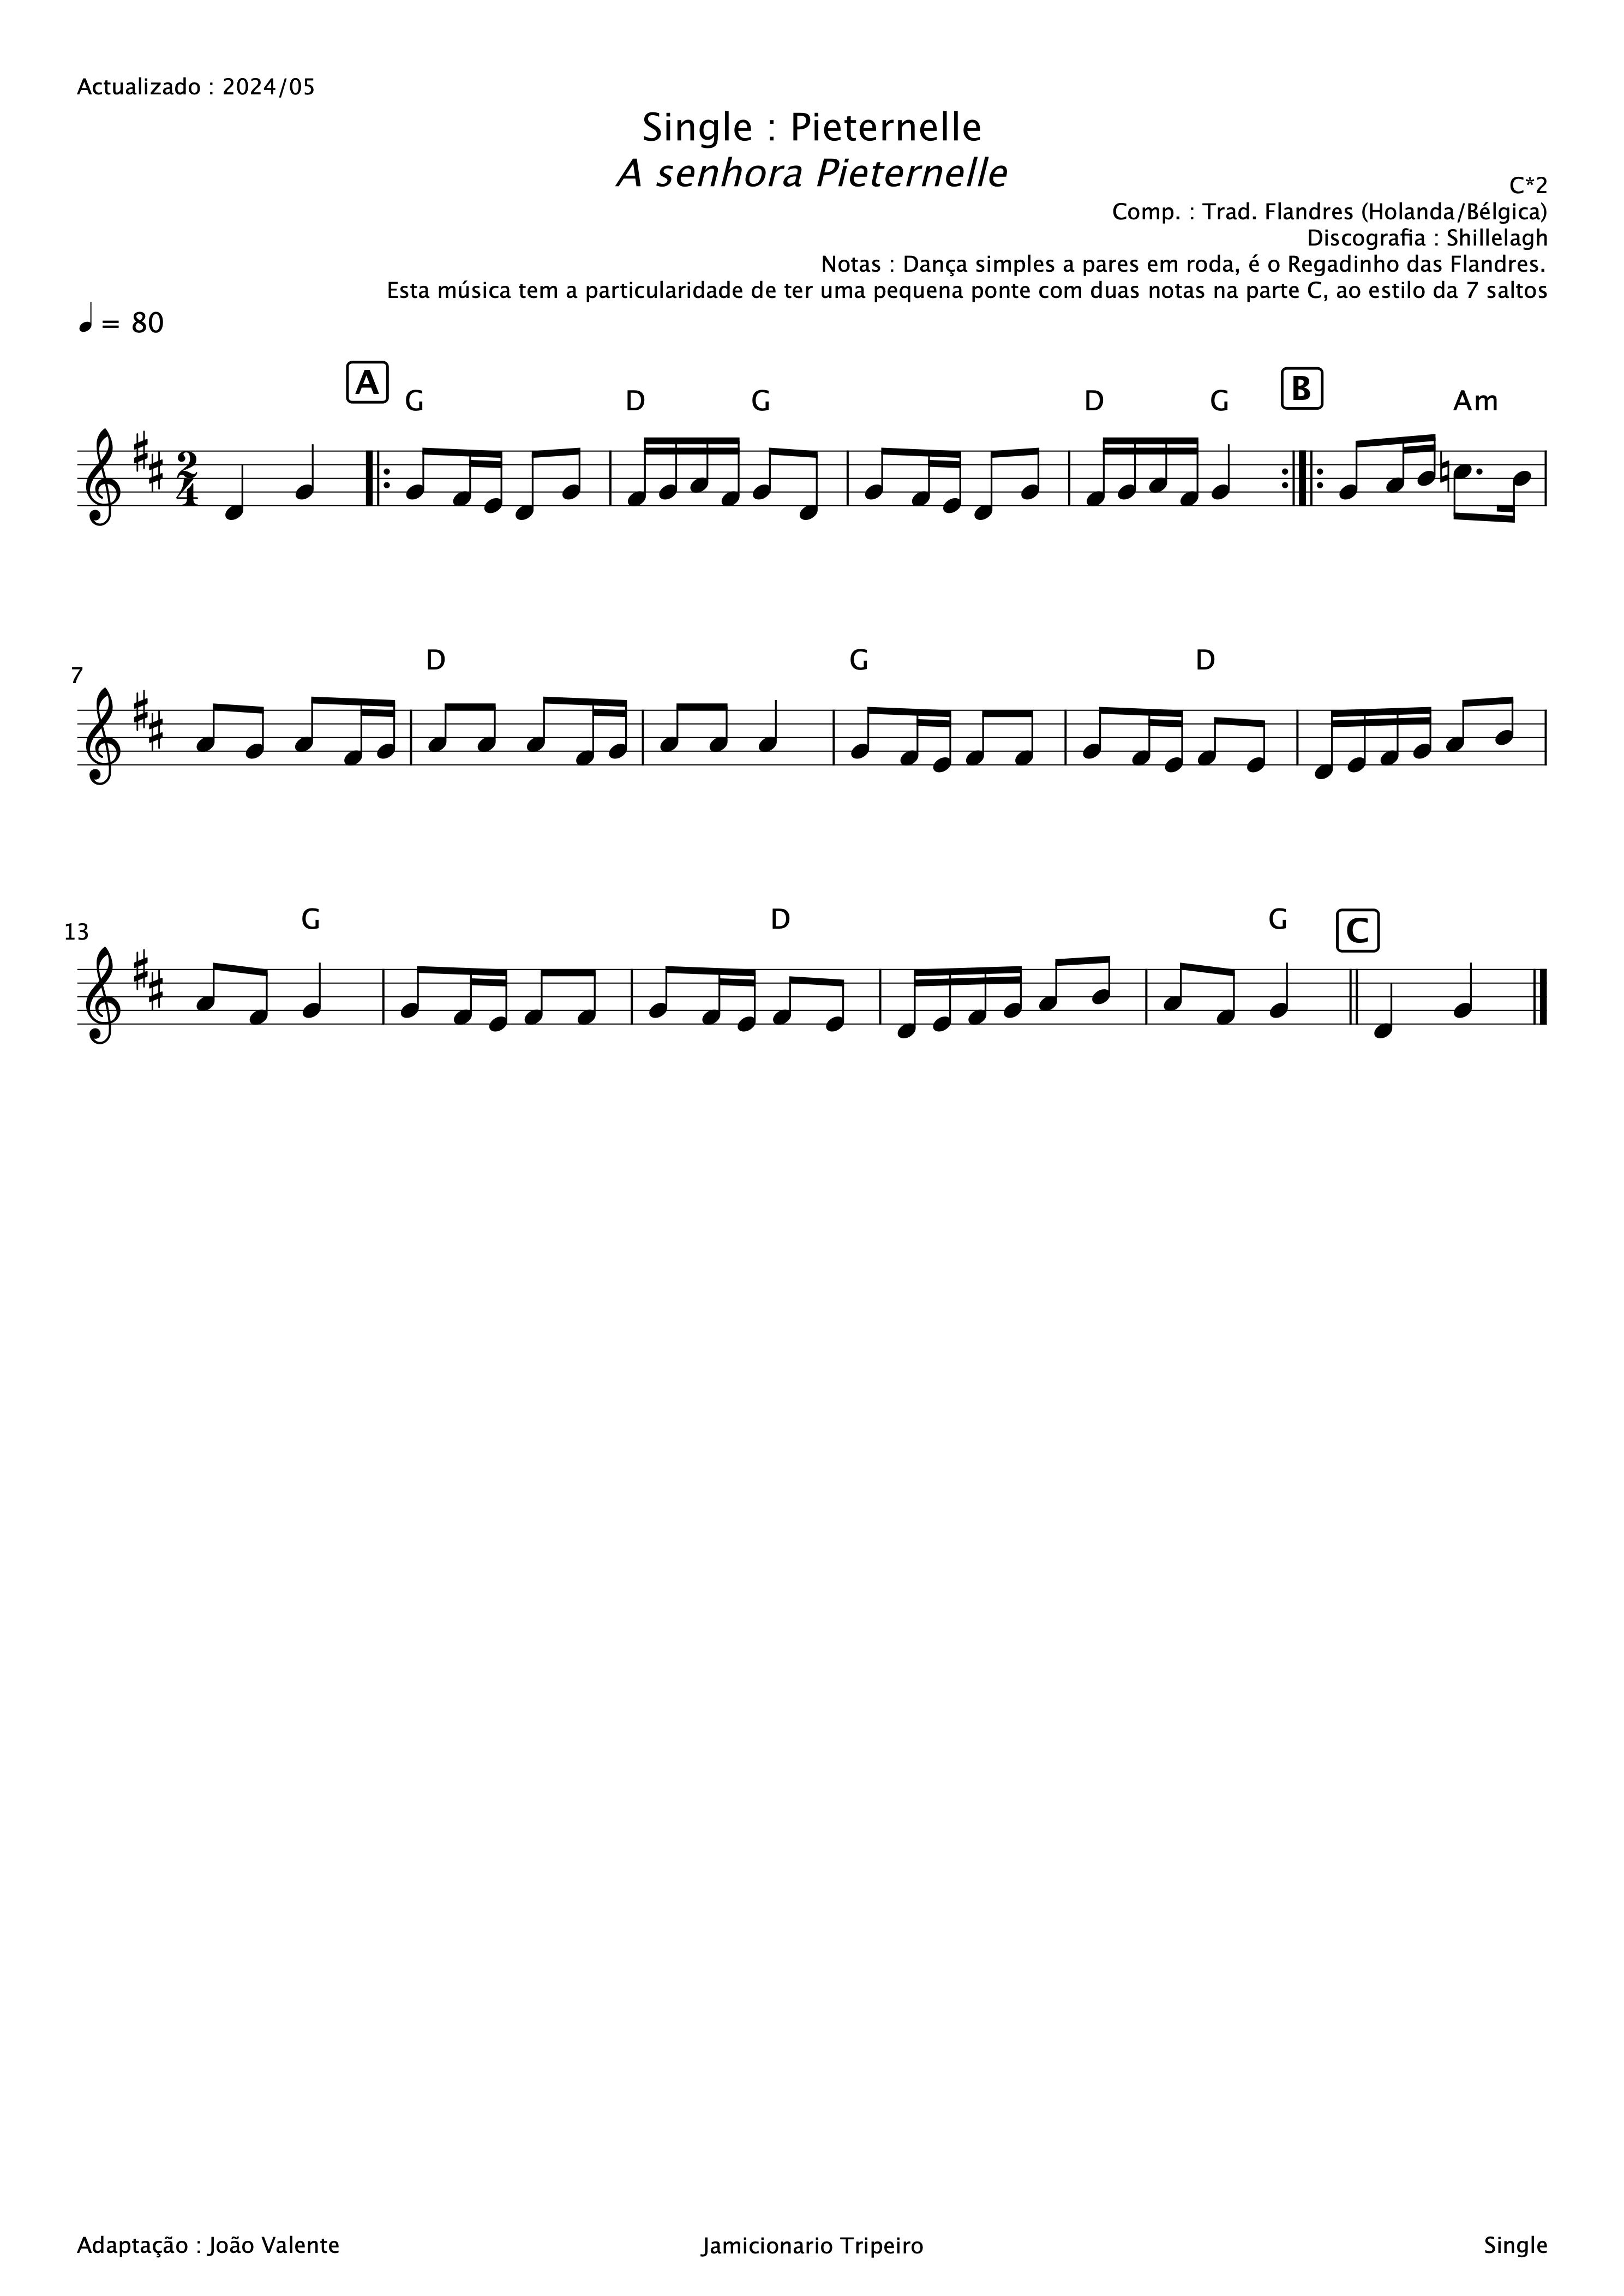 Actualizado : 2024/05
Single : Pieternelle
A senhora Pieternelle
C*2
Comp. : Trad. Flandres (Holanda/Bélgica)
Discografia : Shillelagh
Notas : Dança simples a pares em roda, é o Regadinho das Flandres.
Esta música tem a particularidade de ter uma pequena ponte com duas notas na parte C, ao estilo da 7 saltos
= 80
A G D G D G B Am
2
4
7 D G D
13 G D G C
Adaptação : João Valente Jamicionario Tripeiro Single